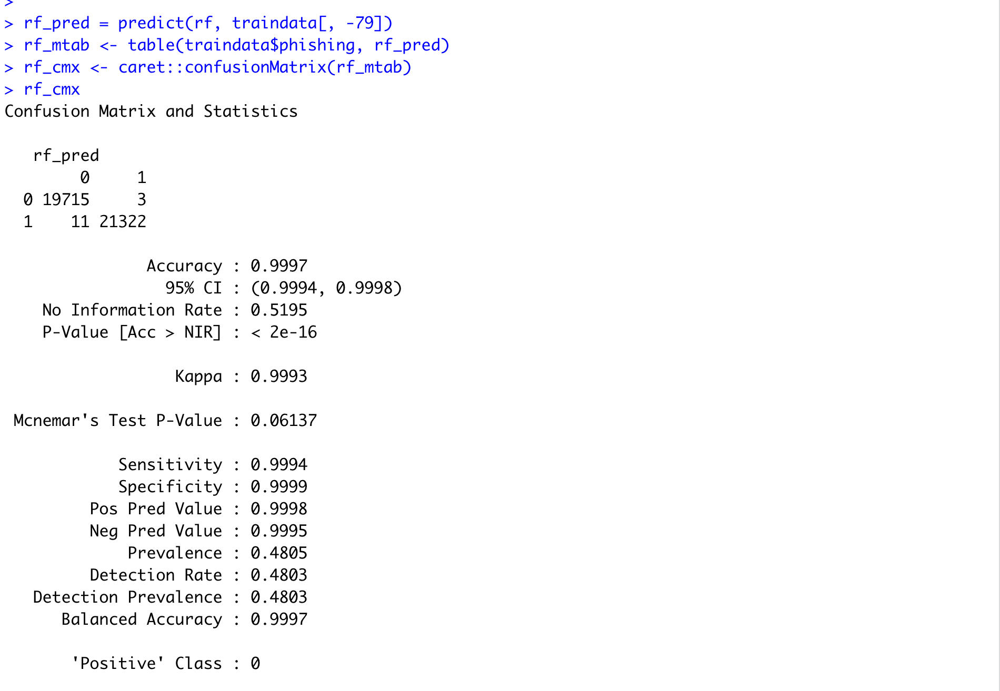 >
> rf_pred = predict(rf, traindata[, -79])
> rf_mtab <- table(traindata$phishing, rf_pred)
> rf_cmx <- caret::confusionMatrix(rf_mtab)
> rf_cmx
Confusion Matrix and Statistics
   rf_pred
        0     1
  0 19715     3
  1    11 21322
               Accuracy : 0.9997
                 95% CI : (0.9994, 0.9998)
    No Information Rate : 0.5195
    P-Value [Acc > NIR] : < 2e-16
                  Kappa : 0.9993
 Mcnemar's Test P-Value : 0.06137
            Sensitivity : 0.9994
            Specificity : 0.9999
         Pos Pred Value : 0.9998
         Neg Pred Value : 0.9995
             Prevalence : 0.4805
         Detection Rate : 0.4803
   Detection Prevalence : 0.4803
      Balanced Accuracy : 0.9997
       'Positive' Class : 0